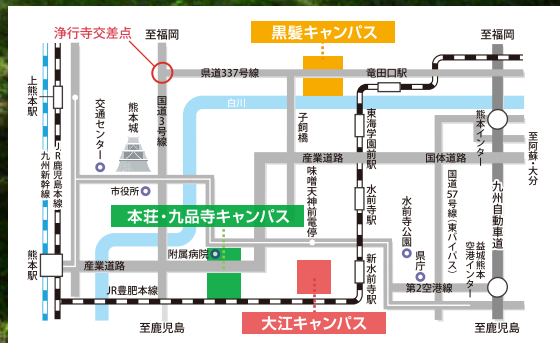 浄行寺交差点
至福岡
黒髪キャンパス
至福岡
県道337号線
竜田口駅
上熊本駅
交通センター
熊本城
国道3号線
白川
子飼橋
東海学園前駅
熊本インター
至阿蘇・大分
産業道路
国体道路
九州新幹線
JR鹿児島本線
市役所
味噌天神前電停
水前寺駅
水前寺公園
国道57号線(東バイパス)
九州自動車道
本荘・九品寺キャンパス
附属病院
県庁
益城熊本空港インター
熊本駅
産業道路
新水前寺駅
第2空港線
JR豊肥本線
大江キャンパス
至鹿児島
至鹿児島